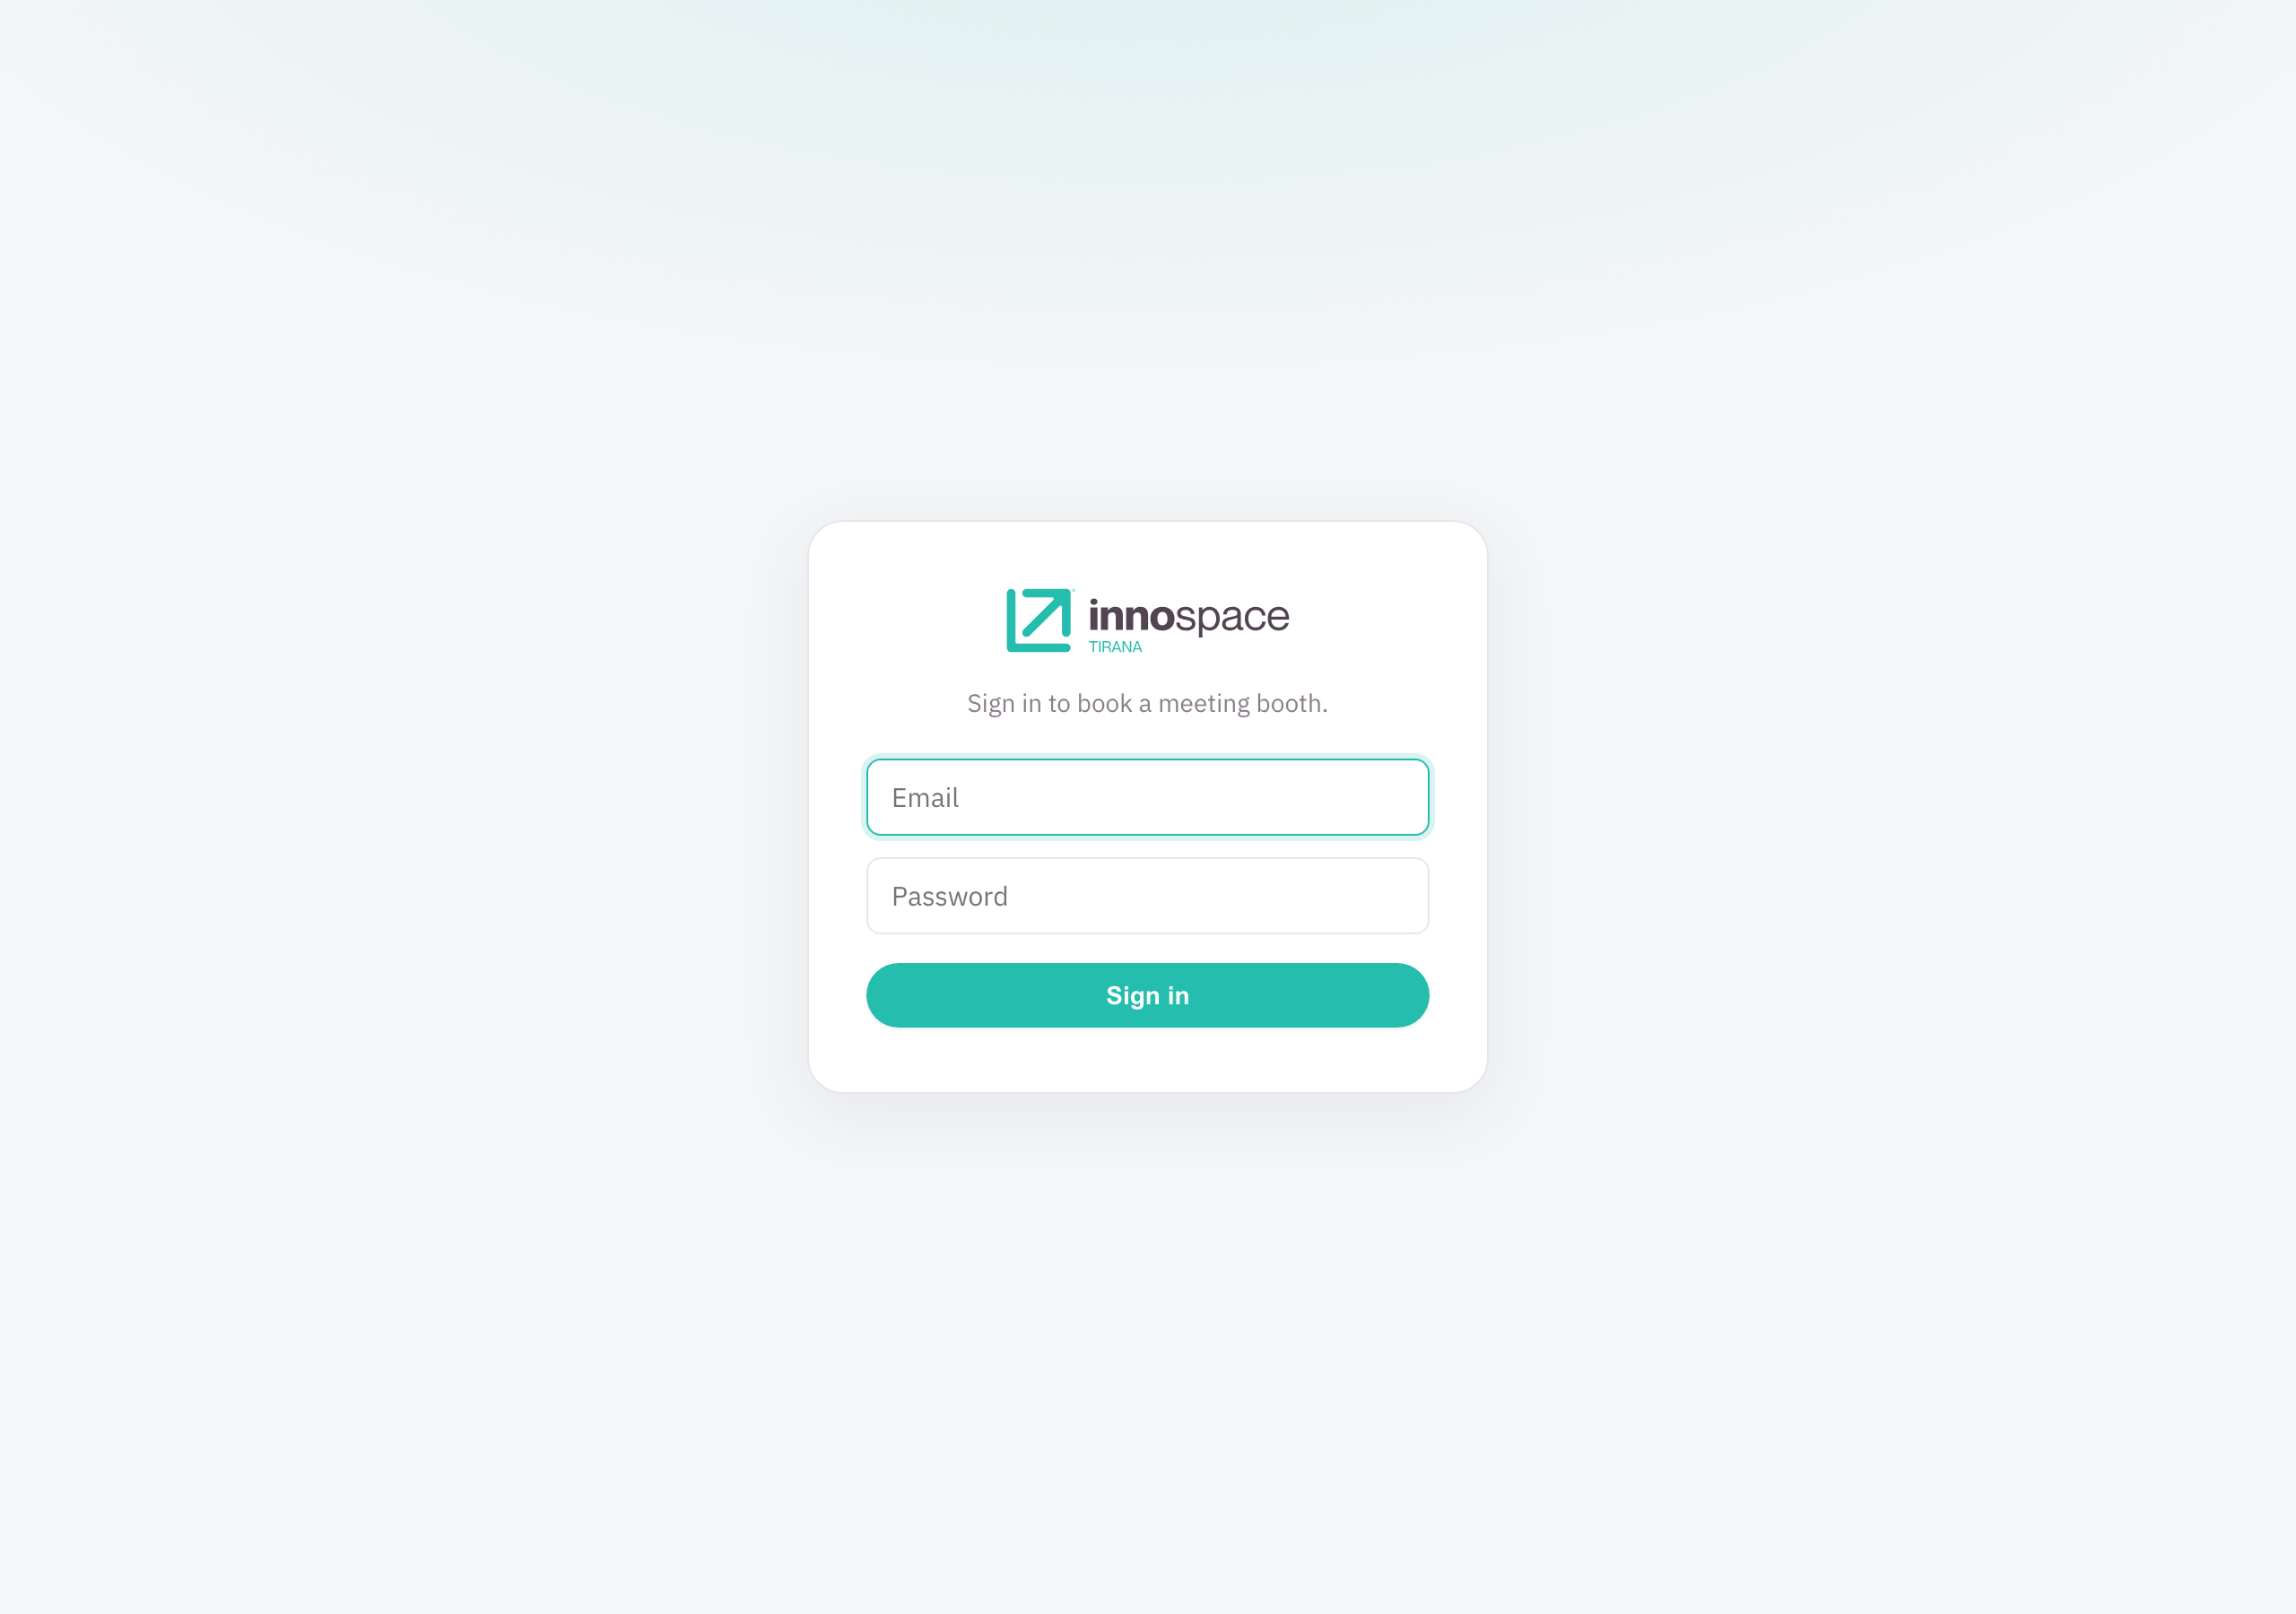 innospace
TIRANA
Sign in to book a meeting booth.
Email
Password
Sign in